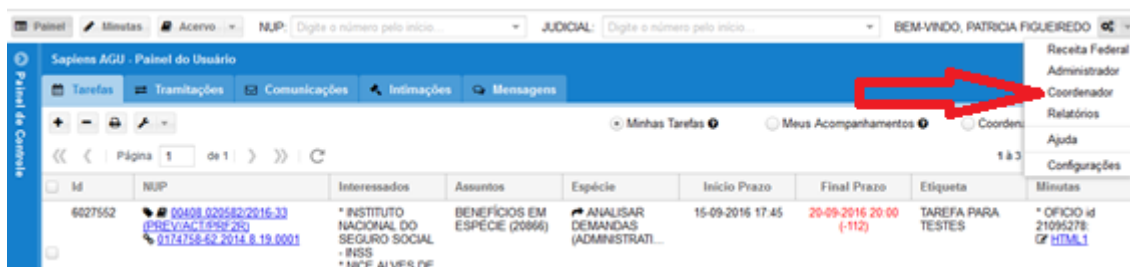 Painel Minutas Acervo NUP: Digite o número pelo início... JUDICIAL: Digite o número pelo início... BEM-VINDO, PATRICIA FIGUEIREDO
Receita Federal
Administrador
Coordenador
Relatórios
Ajuda
Configurações
Painel de Controle
Sapiens AGU - Painel do Usuário
Tarefas Tramitações Comunicações Intimações Mensagens
Minhas Tarefas Meus Acompanhamentos Coordena
Página 1 de 1 1 à 3
Id NUP Interessados Assuntos Espécie Início Prazo Final Prazo Etiqueta Minutas
6027552 00408.020582/2016-33 * INSTITUTO BENEFÍCIOS EM ANALISAR 15-09-2016 17:45 20-09-2016 20:00 TAREFA PARA * OFICIO id
(PREV/ACT/PRF2R) NACIONAL DO ESPÉCIE (20866) DEMANDAS (-112) TESTES 21095278:
0174758-62.2014.8.19.0001 SEGURO SOCIAL (ADMINISTRATI... HTML1
- INSS
* NICE ALVES DE